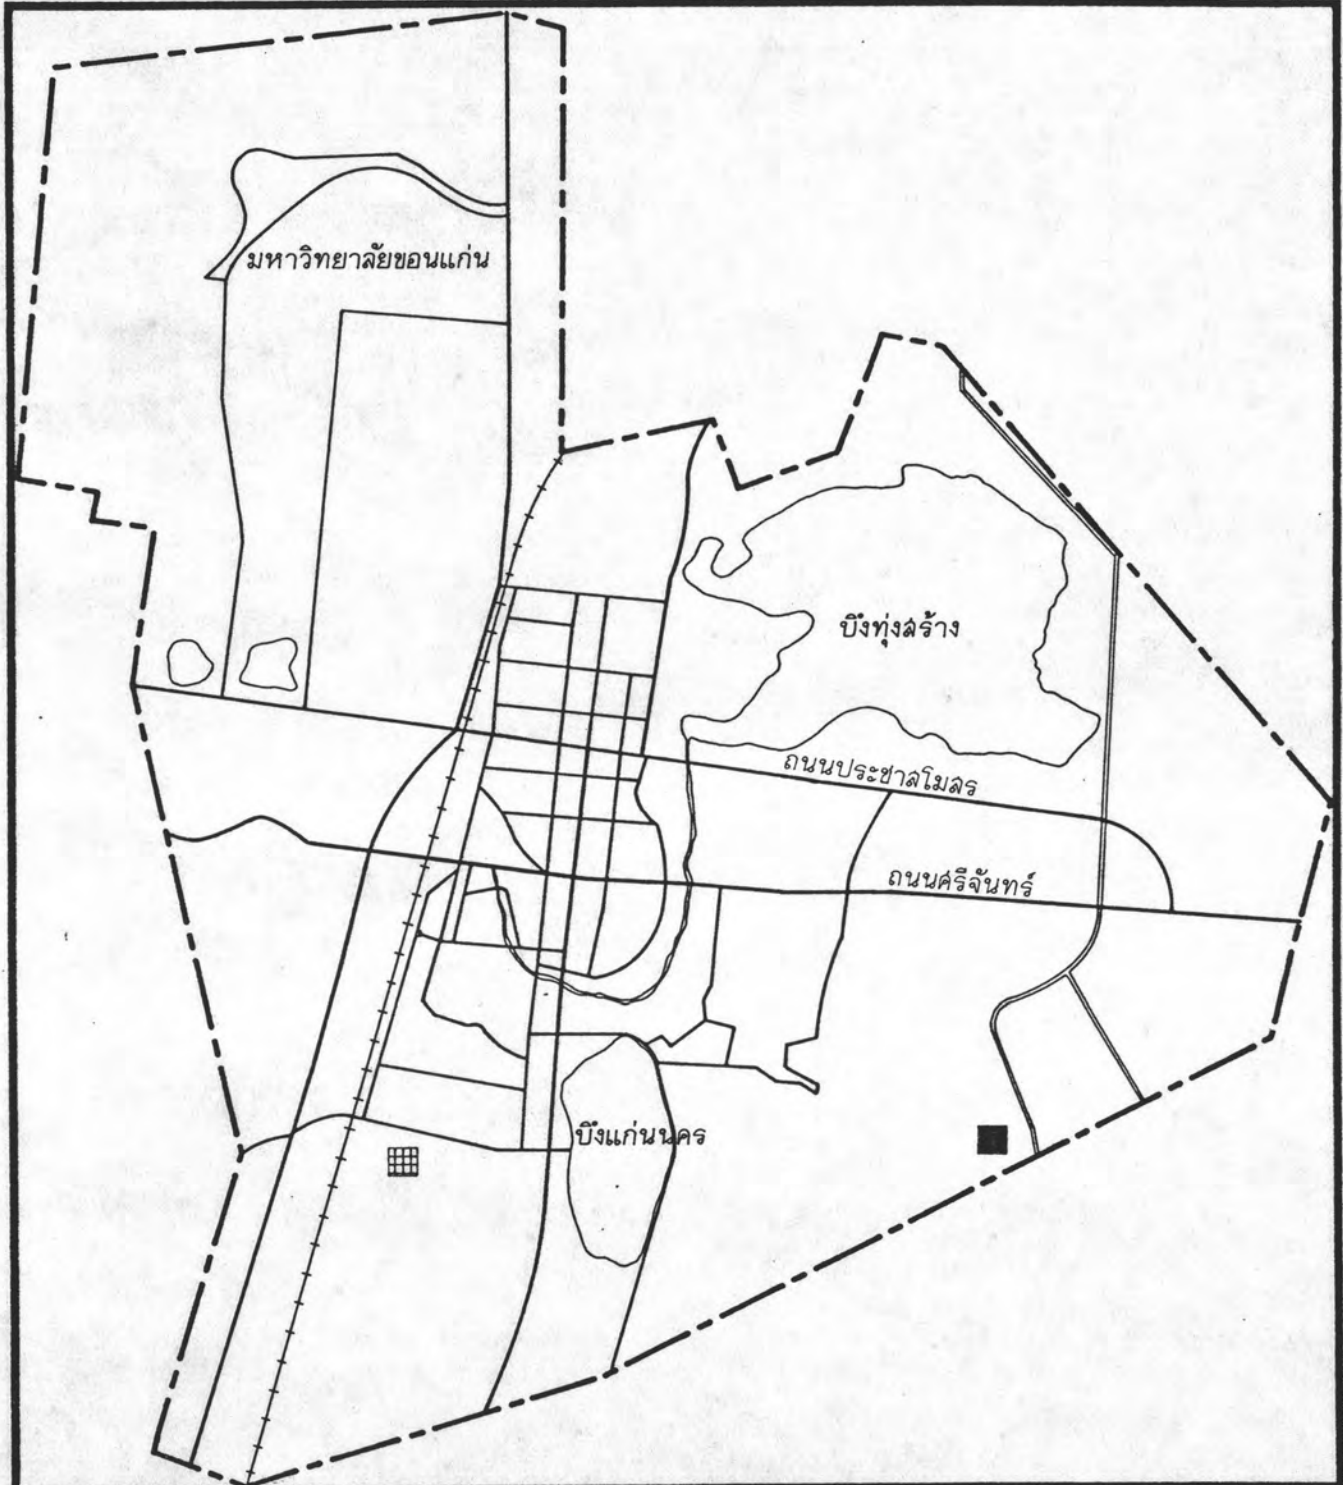 มหาวิทยาลัยขอนแก่น
บึงทุ่งสร้าง
ถนนประชาสโมสร
ถนนศรีจันทร์
บึงแก่นนคร